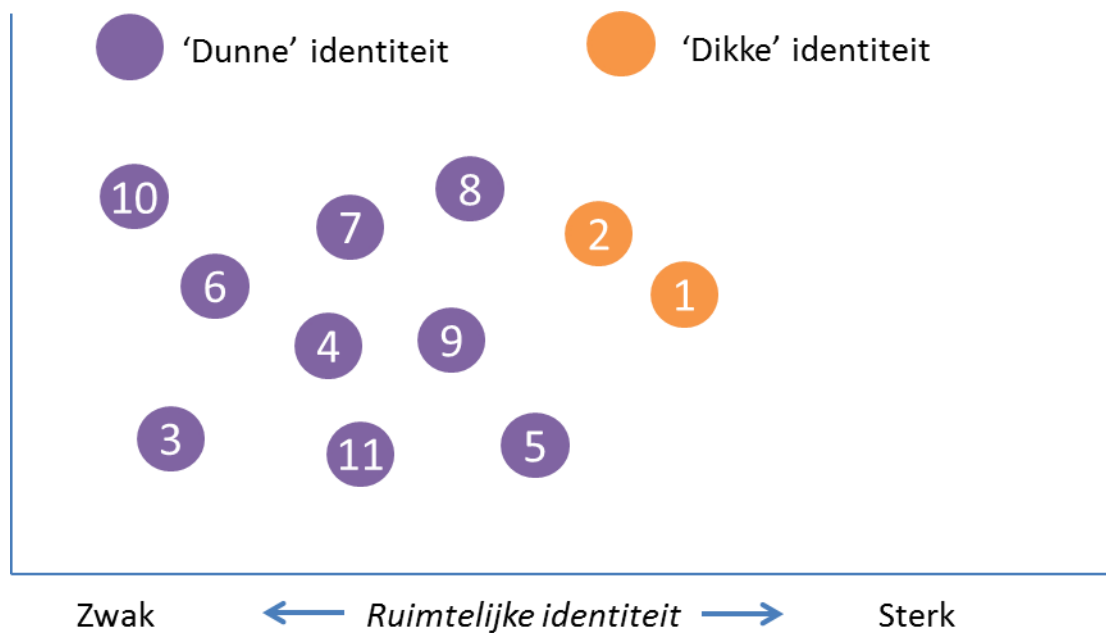 ‘Dunne’ identiteit
‘Dikke’ identiteit
10
8
7
2
6
1
4
9
3
11
5
Zwak
Ruimtelijke identiteit
Sterk